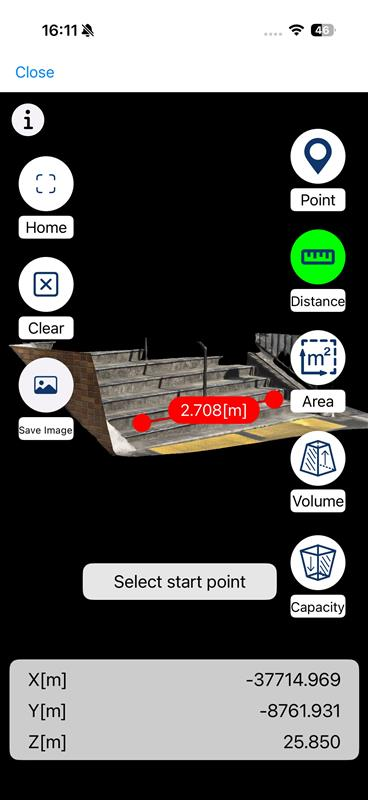 16:11
46
Close
i
Home
Point
Clear
Distance
m²
Save Image
Area
2.708[m]
Volume
Select start point
Capacity
X[m] -37714.969
Y[m] -8761.931
Z[m] 25.850